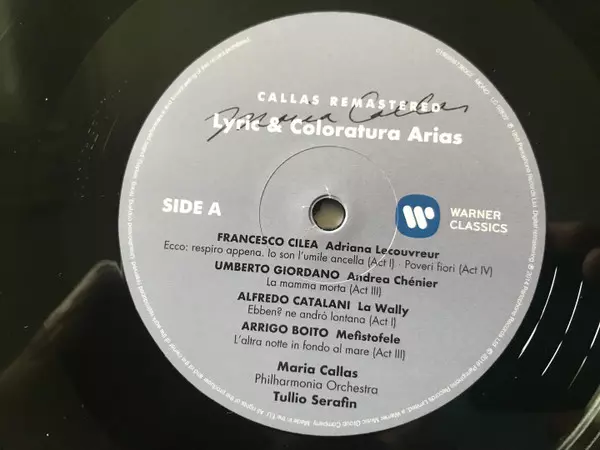 CALLAS REMASTERED
Maria Callas
Lyric & Coloratura Arias
SIDE A
WARNER
CLASSICS
FRANCESCO CILEA Adriana Lecouvreur
Ecco: respiro appena. Io son l'umile ancella (Act I) · Poveri fiori (Act IV)
UMBERTO GIORDANO Andrea Chénier
La mamma morta (Act III)
ALFREDO CATALANI La Wally
Ebben? ne andrò lontana (Act I)
ARRIGO BOITO Mefistofele
L'altra notte in fondo al mare (Act III)
Maria Callas
Philharmonia Orchestra
Tullio Serafin